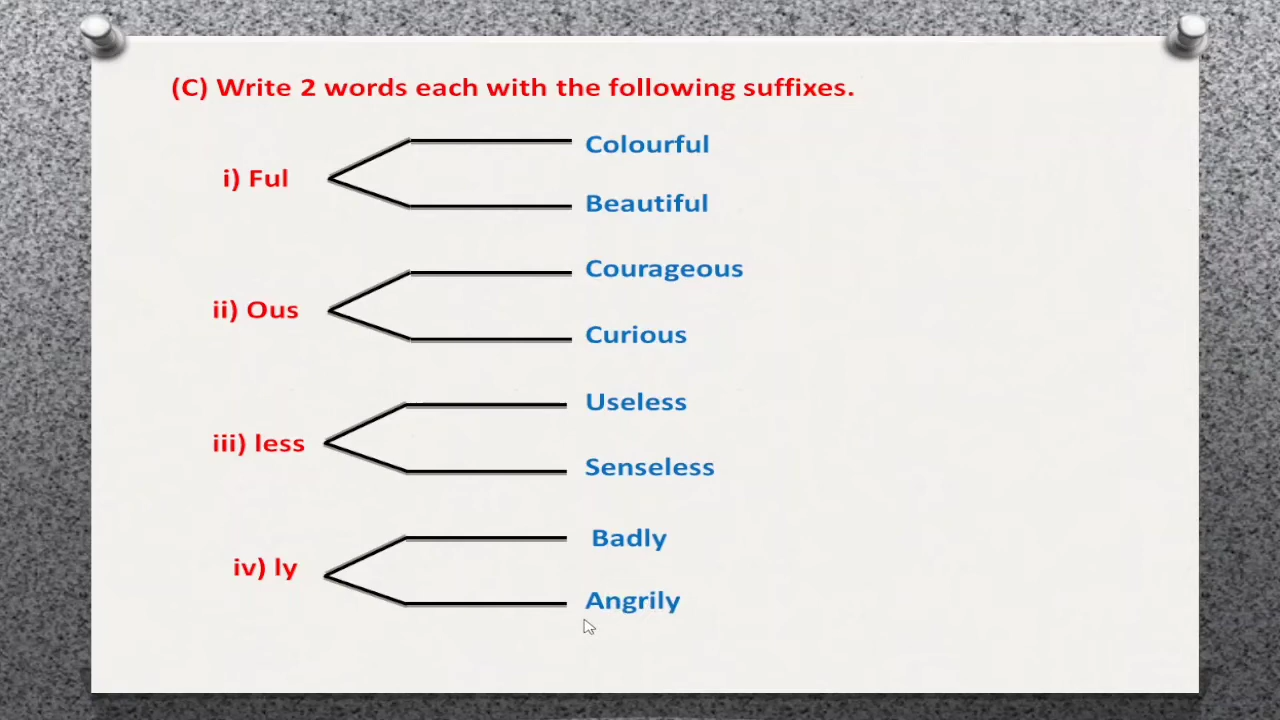 (C) Write 2 words each with the following suffixes.
i) Ful
Colourful
Beautiful
ii) Ous
Courageous
Curious
iii) less
Useless
Senseless
iv) ly
Badly
Angrily